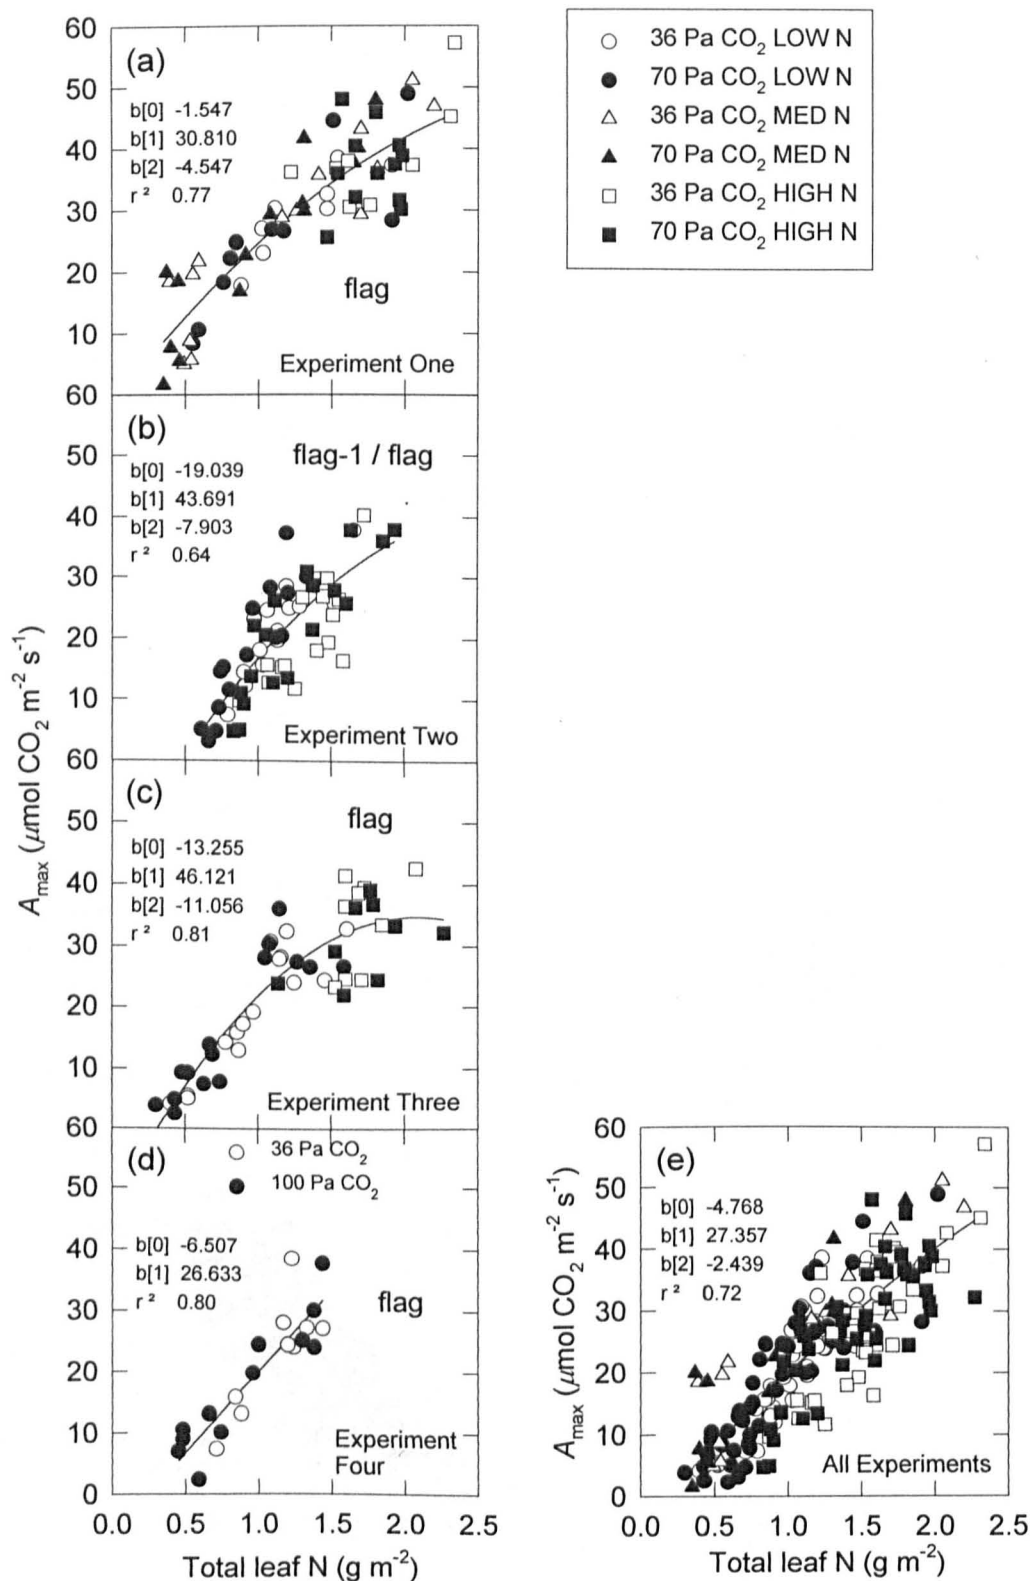 60
50
40
30
20
10
60
(a)
b[0] -1.547
b[1] 30.810
b[2] -4.547
r ² 0.77
flag
Experiment One
36 Pa CO₂ LOW N
70 Pa CO₂ LOW N
36 Pa CO₂ MED N
70 Pa CO₂ MED N
36 Pa CO₂ HIGH N
70 Pa CO₂ HIGH N
(b)
flag-1 / flag
50
40
30
20
10
60
b[0] -19.039
b[1] 43.691
b[2] -7.903
r ² 0.64
Experiment Two
Amax (μmol CO₂ m⁻² s⁻¹)
(c)
flag
50
40
30
20
10
60
b[0] -13.255
b[1] 46.121
b[2] -11.056
r ² 0.81
Experiment Three
(d)
36 Pa CO₂
100 Pa CO₂
50
40
30
20
10
0
b[0] -6.507
b[1] 26.633
r ² 0.80
flag
Experiment
Four
0.0 0.5 1.0 1.5 2.0 2.5
Total leaf N (g m⁻²)
(e)
60
50
40
30
20
10
0
b[0] -4.768
b[1] 27.357
b[2] -2.439
r ² 0.72
Amax (μmol CO₂ m⁻² s⁻¹)
All Experiments
0.0 0.5 1.0 1.5 2.0 2.5
Total leaf N (g m⁻²)